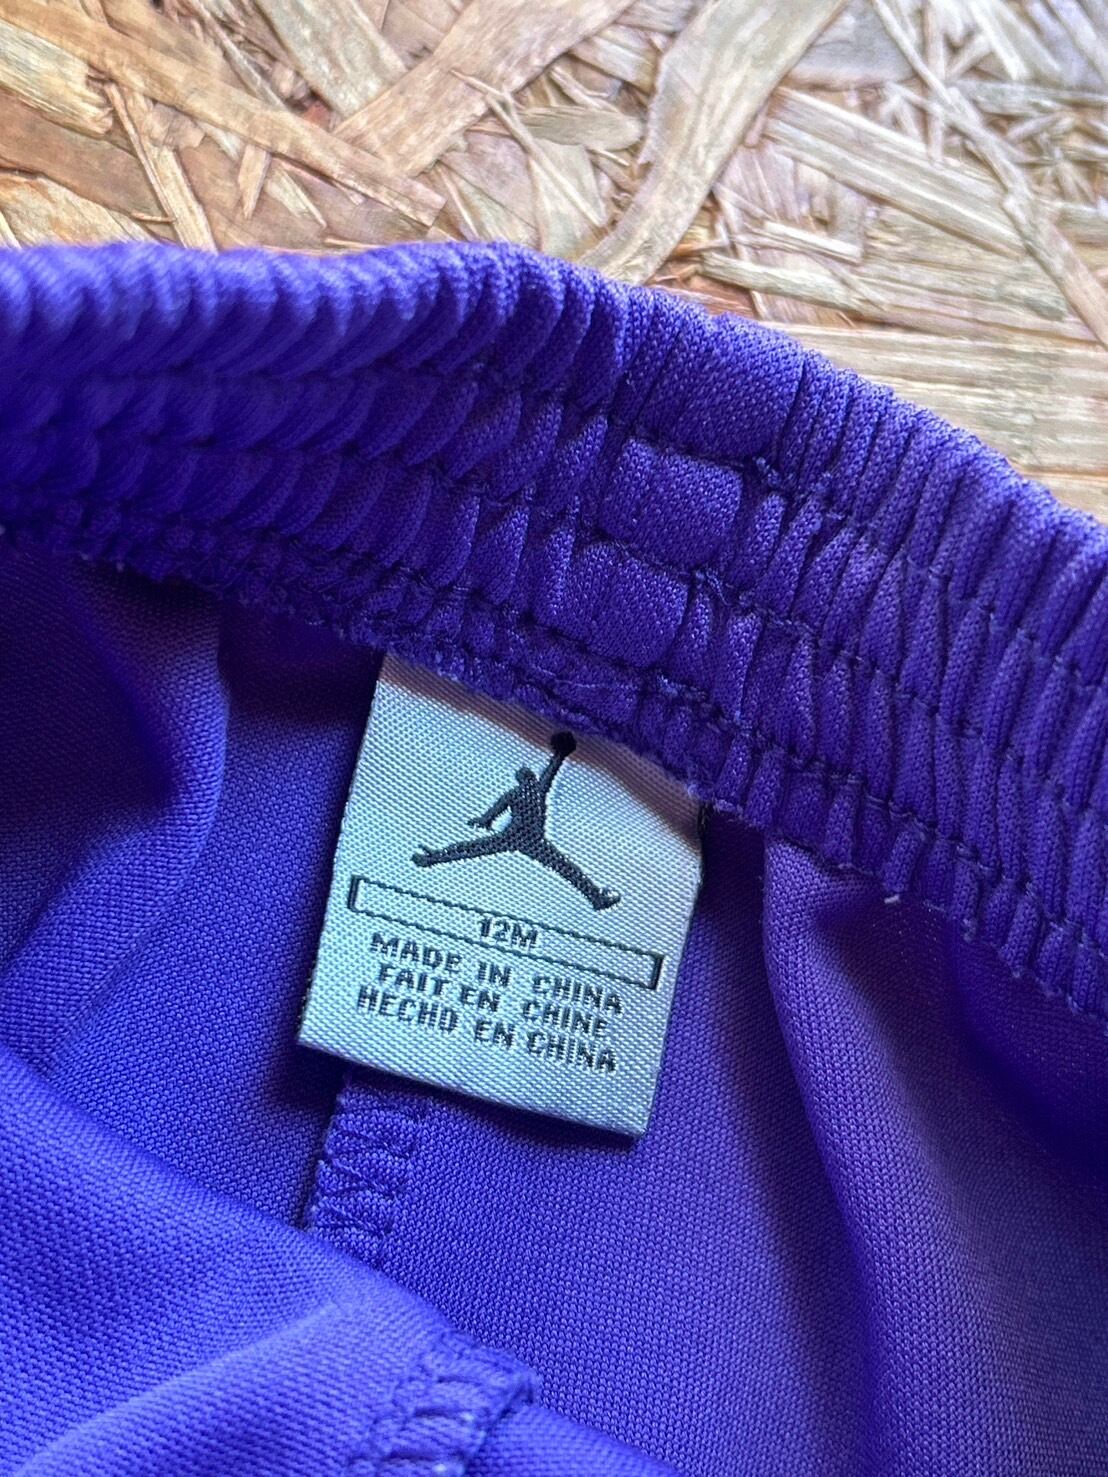 12M
MADE IN CHINA
FAIT EN CHINE
HECHO EN CHINA